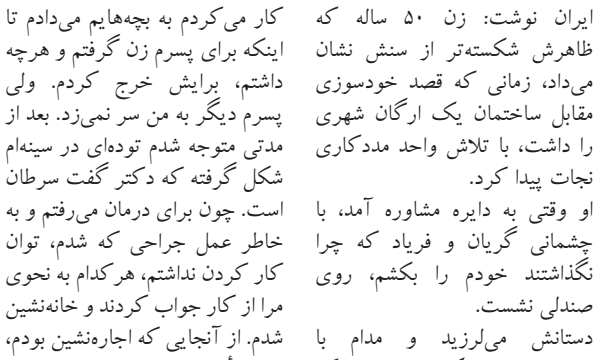 ایران نوشت: زن ۵۰ ساله که
ظاهرش شکسته‌تر از سنش نشان
می‌داد، زمانی که قصد خودسوزی
مقابل ساختمان یک ارگان شهری
را داشت، با تلاش واحد مددکاری
نجات پیدا کرد.
او وقتی به دایره مشاوره آمد، با
چشمانی گریان و فریاد که چرا
نگذاشتند خودم را بکشم، روی
صندلی نشست.
دستانش می‌لرزید و مدام با
کار می‌کردم به بچه‌هایم می‌دادم تا
اینکه برای پسرم زن گرفتم و هرچه
داشتم، برایش خرج کردم. ولی
پسرم دیگر به من سر نمی‌زد. بعد از
مدتی متوجه شدم توده‌ای در سینه‌ام
شکل گرفته که دکتر گفت سرطان
است. چون برای درمان می‌رفتم و به
خاطر عمل جراحی که شدم، توان
کار کردن نداشتم، هرکدام به نحوی
مرا از کار جواب کردند و خانه‌نشین
شدم. از آنجایی که اجاره‌نشین بودم،